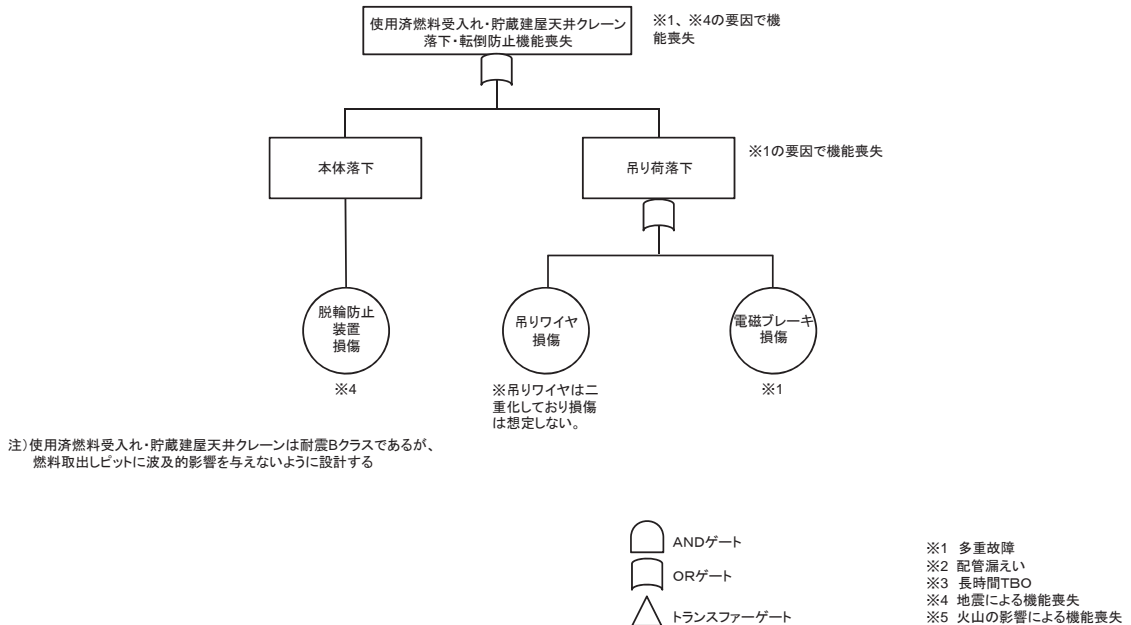 使用済燃料受入れ・貯蔵建屋天井クレーン
落下・転倒防止機能喪失
※1、※4の要因で機
能喪失
本体落下
吊り荷落下
※1の要因で機能喪失
脱輪防止
装置
損傷
吊りワイヤ
損傷
電磁ブレーキ
損傷
※4
※吊りワイヤは二
重化しており損傷
は想定しない。
※1
注)使用済燃料受入れ・貯蔵建屋天井クレーンは耐震Bクラスであるが、
燃料取出しピットに波及的影響を与えないように設計する
ANDゲート
ORゲート
トランスファーゲート
※1 多重故障
※2 配管漏えい
※3 長時間TBO
※4 地震による機能喪失
※5 火山の影響による機能喪失